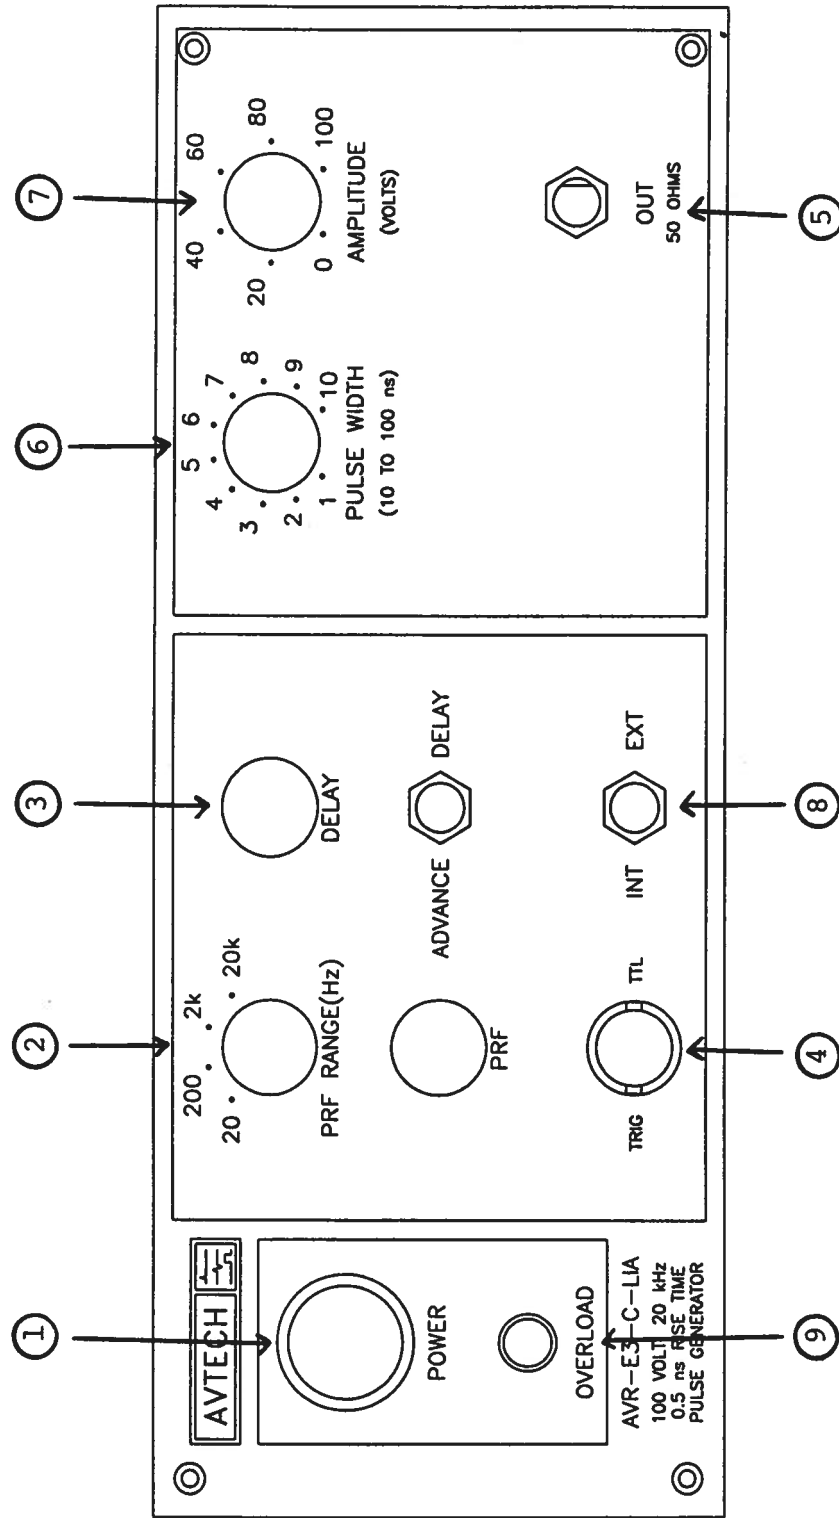 1
2
3
6
7
AVTECH
POWER
OVERLOAD
AVR-E3-C-LIA
100 VOLT, 20 kHz
0.5 ns RISE TIME
PULSE GENERATOR
20 200 2k 20k
PRF RANGE(Hz)
PRF
TRIG TTL
DELAY
ADVANCE DELAY
INT EXT
1 2 3 4 5 6 7 8 9 10
PULSE WIDTH
(10 TO 100 ns)
0 20 40 60 80 100
AMPLITUDE
(VOLTS)
OUT
50 OHMS
9
4
8
5